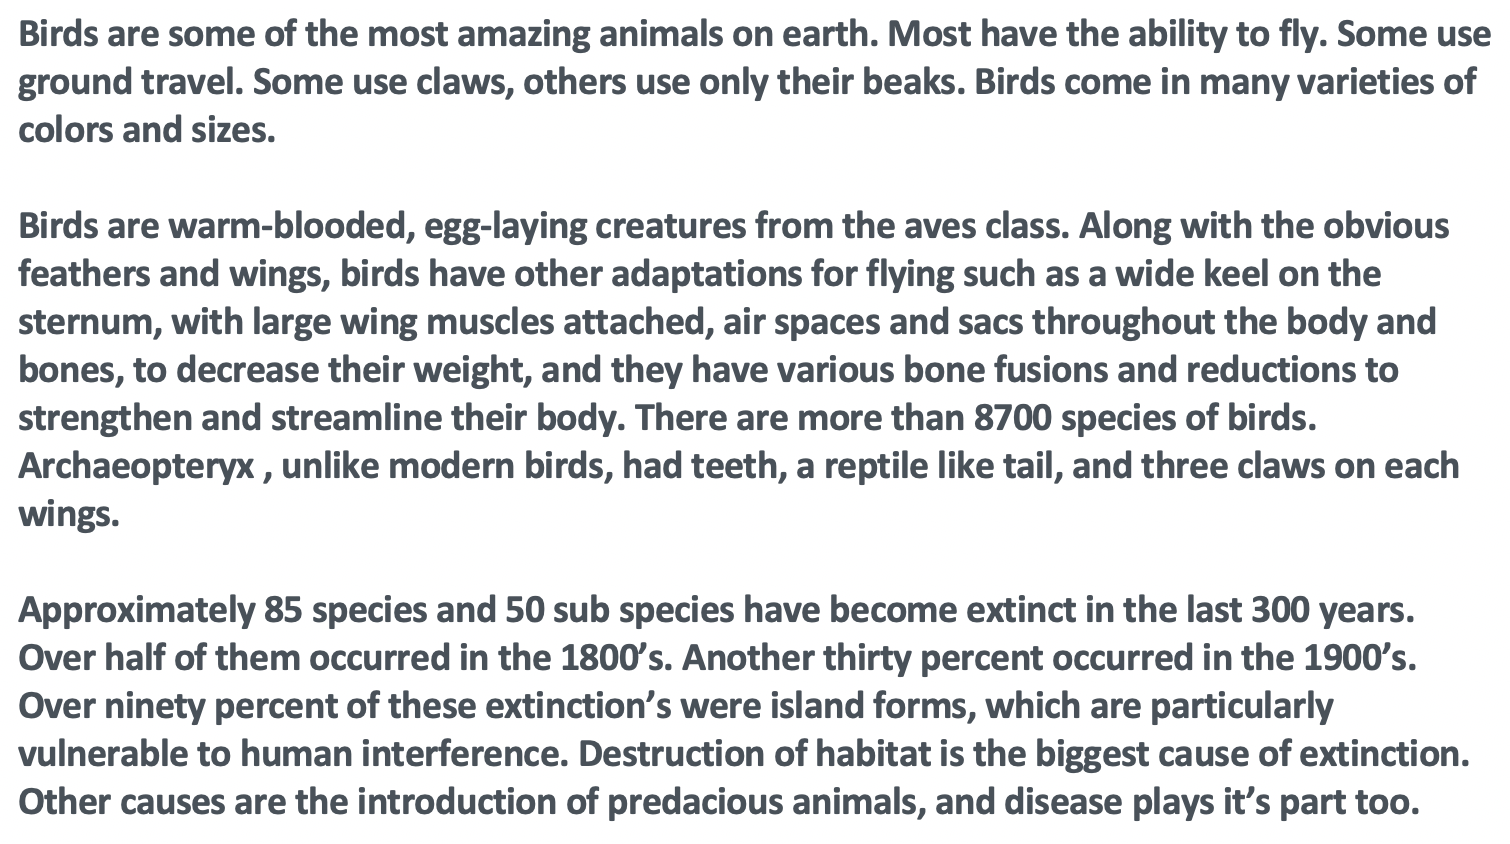 Birds are some of the most amazing animals on earth. Most have the ability to fly. Some use
ground travel. Some use claws, others use only their beaks. Birds come in many varieties of
colors and sizes.
Birds are warm-blooded, egg-laying creatures from the aves class. Along with the obvious
feathers and wings, birds have other adaptations for flying such as a wide keel on the
sternum, with large wing muscles attached, air spaces and sacs throughout the body and
bones, to decrease their weight, and they have various bone fusions and reductions to
strengthen and streamline their body. There are more than 8700 species of birds.
Archaeopteryx , unlike modern birds, had teeth, a reptile like tail, and three claws on each
wings.
Approximately 85 species and 50 sub species have become extinct in the last 300 years.
Over half of them occurred in the 1800’s. Another thirty percent occurred in the 1900’s.
Over ninety percent of these extinction’s were island forms, which are particularly
vulnerable to human interference. Destruction of habitat is the biggest cause of extinction.
Other causes are the introduction of predacious animals, and disease plays it’s part too.